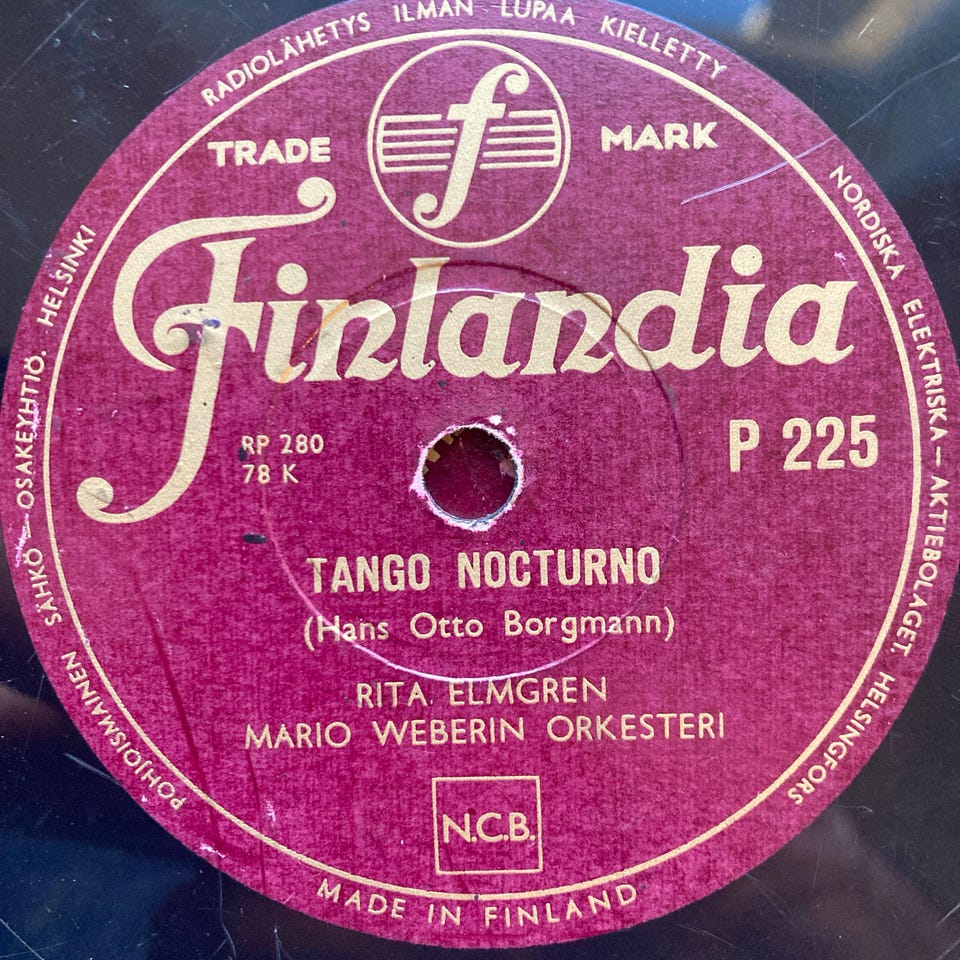 RADIOLÄHETYS ILMAN LUPAA KIELLETTY
f
TRADE MARK
Finlandia
RP 280
78 K
P 225
TANGO NOCTURNO
(Hans Otto Borgmann)
RITA ELMGREN
MARIO WEBERIN ORKESTERI
N.C.B.
MADE IN FINLAND
POHJOISMAINEN SÄHKÖ — OSAKEYHTIÖ. HELSINKI
NORDISKA ELEKTRISKA — AKTIEBOLAGET. HELSINGFORS